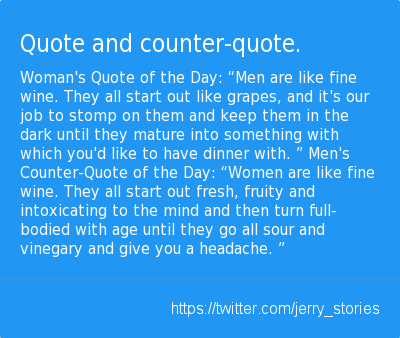 Quote and counter-quote.
Woman's Quote of the Day: “Men are like fine
wine. They all start out like grapes, and it's our
job to stomp on them and keep them in the
dark until they mature into something with
which you'd like to have dinner with. ” Men's
Counter-Quote of the Day: “Women are like fine
wine. They all start out fresh, fruity and
intoxicating to the mind and then turn full-
bodied with age until they go all sour and
vinegary and give you a headache. ”
https://twitter.com/jerry_stories